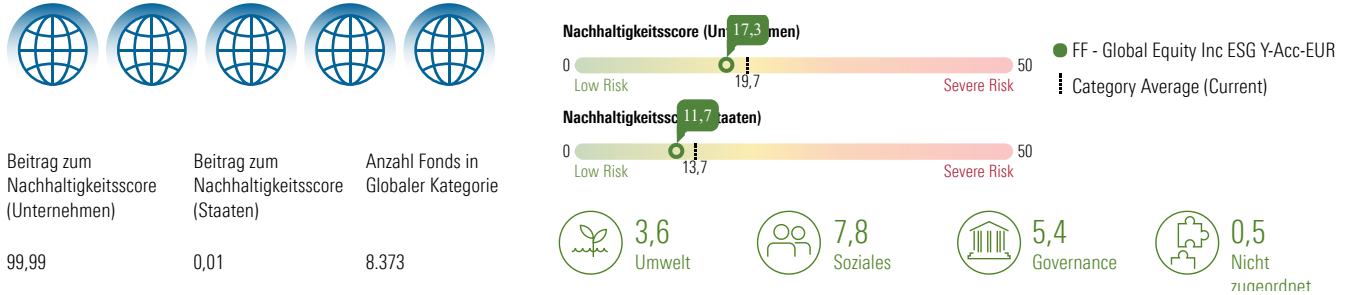 Beitrag zum
Nachhaltigkeitsscore
(Unternehmen)
99,99
Beitrag zum
Nachhaltigkeitsscore
(Staaten)
0,01
Anzahl Fonds in
Globaler Kategorie
8.373
Nachhaltigkeitsscore (Un men)
17,3
0
50
Low Risk
19,7
Severe Risk
Nachhaltigkeitssc taaten)
11,7
0
50
Low Risk
13,7
Severe Risk
FF - Global Equity Inc ESG Y-Acc-EUR
Category Average (Current)
3,6
Umwelt
7,8
Soziales
5,4
Governance
0,5
Nicht
zugeordnet